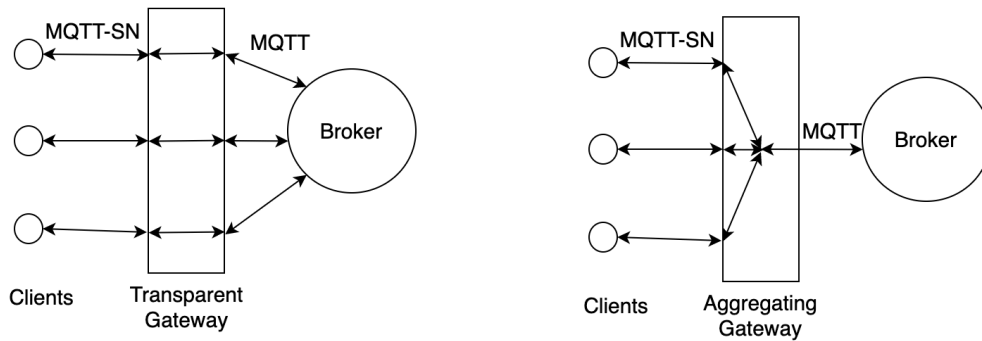 MQTT-SN
MQTT
Broker
Clients
Transparent
Gateway
MQTT-SN
MQTT
Broker
Clients
Aggregating
Gateway